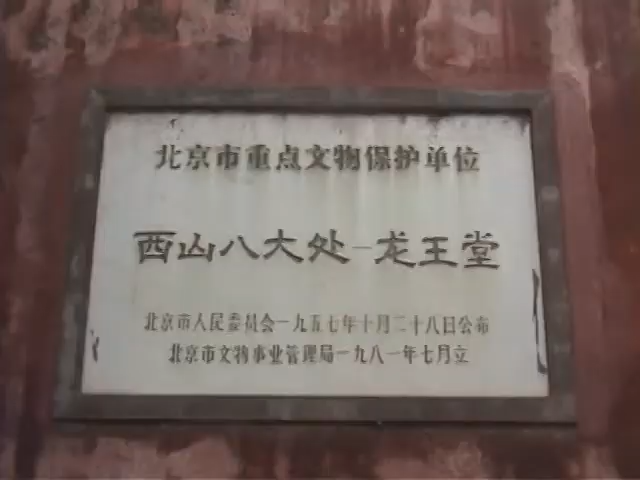 北京市重点文物保护单位
西山八大处–龙王堂
北京市人民委员会一九五七年十月二十八日公布
北京市文物事业管理局一九八一年七月立